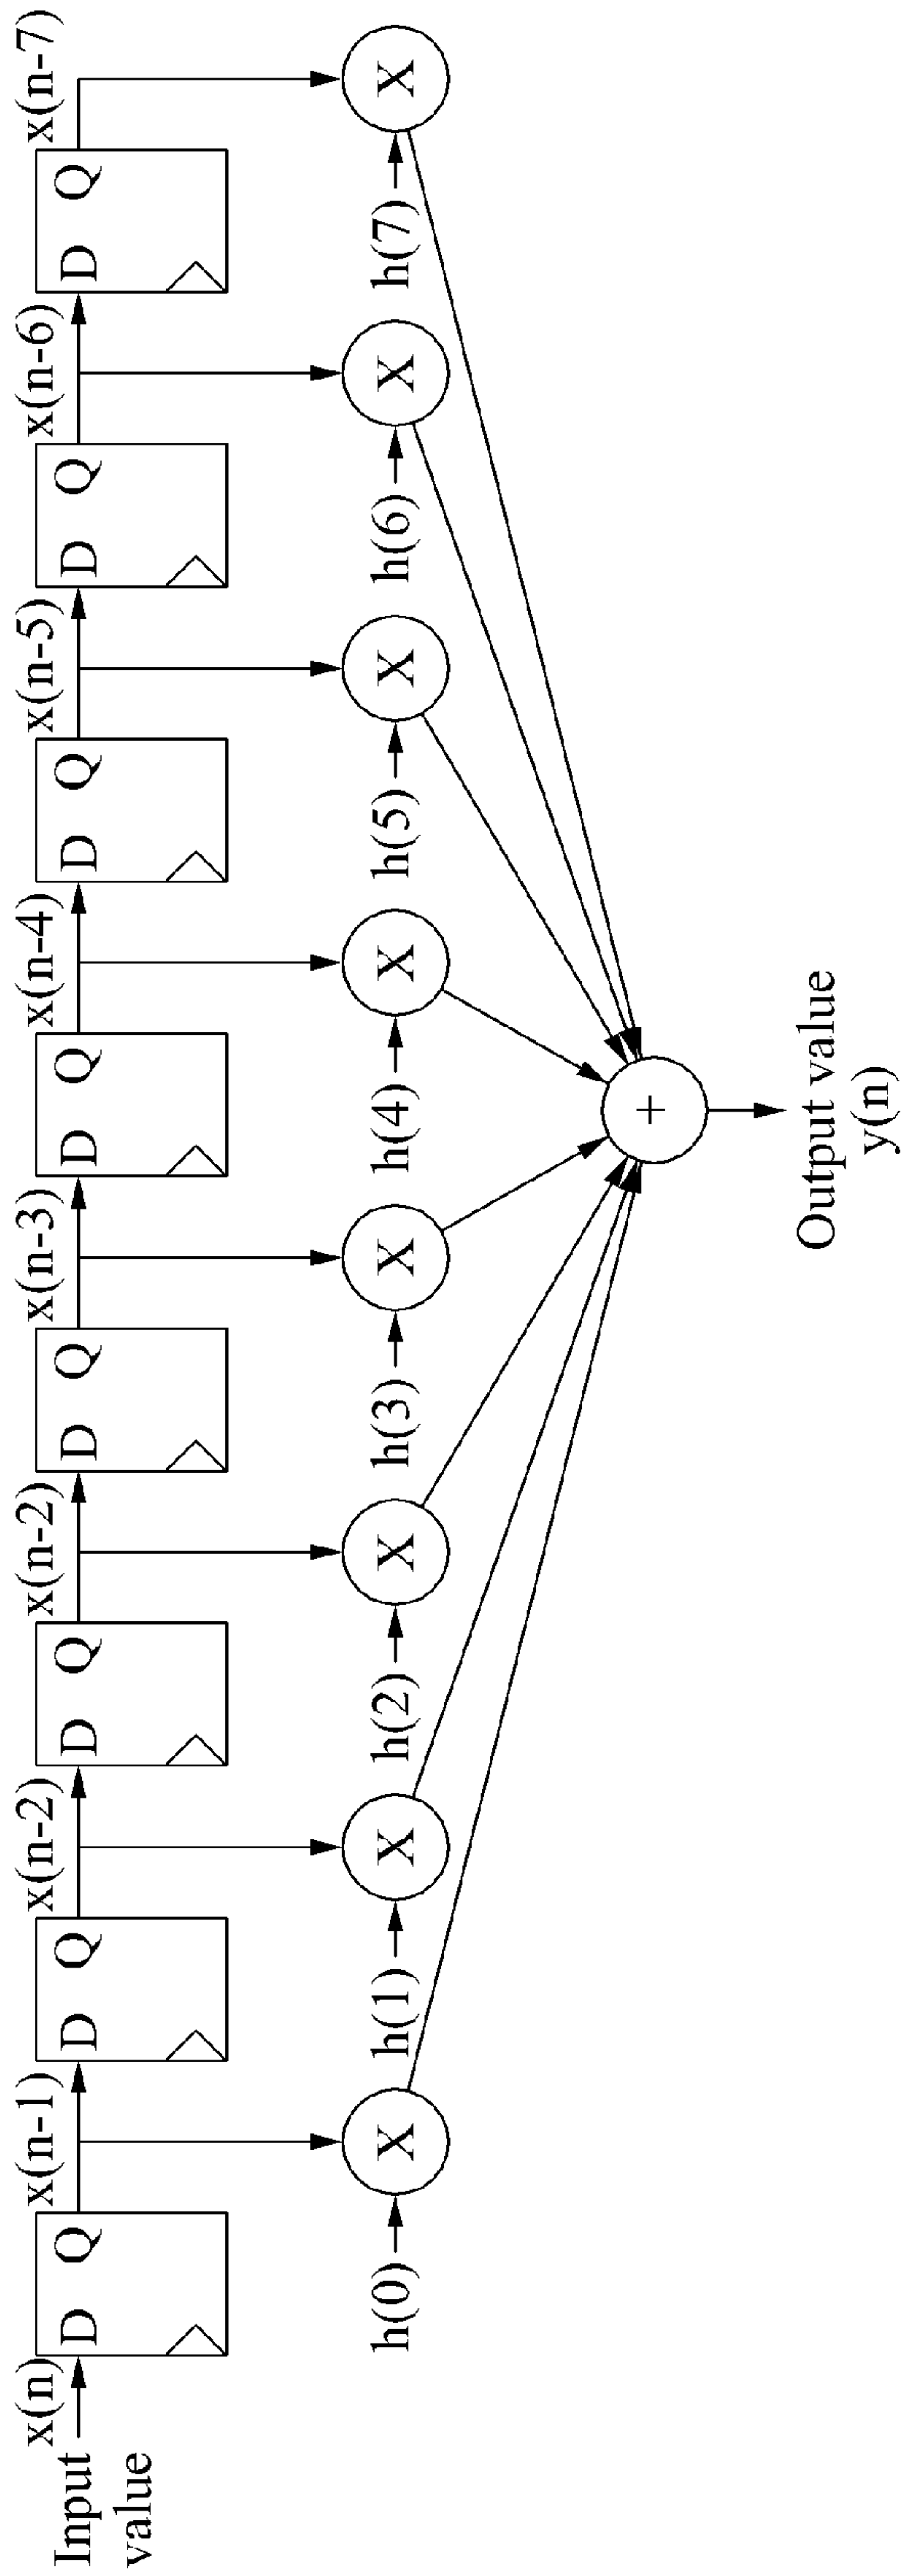 x(n) x(n-1) x(n-2) x(n-2) x(n-3) x(n-4) x(n-5) x(n-6) x(n-7)
Input
value
D Q D Q D Q D Q D Q D Q D Q D Q
h(0) X h(1) X h(2) X h(3) X h(4) X h(5) X h(6) X h(7) X
+
Output value
y(n)